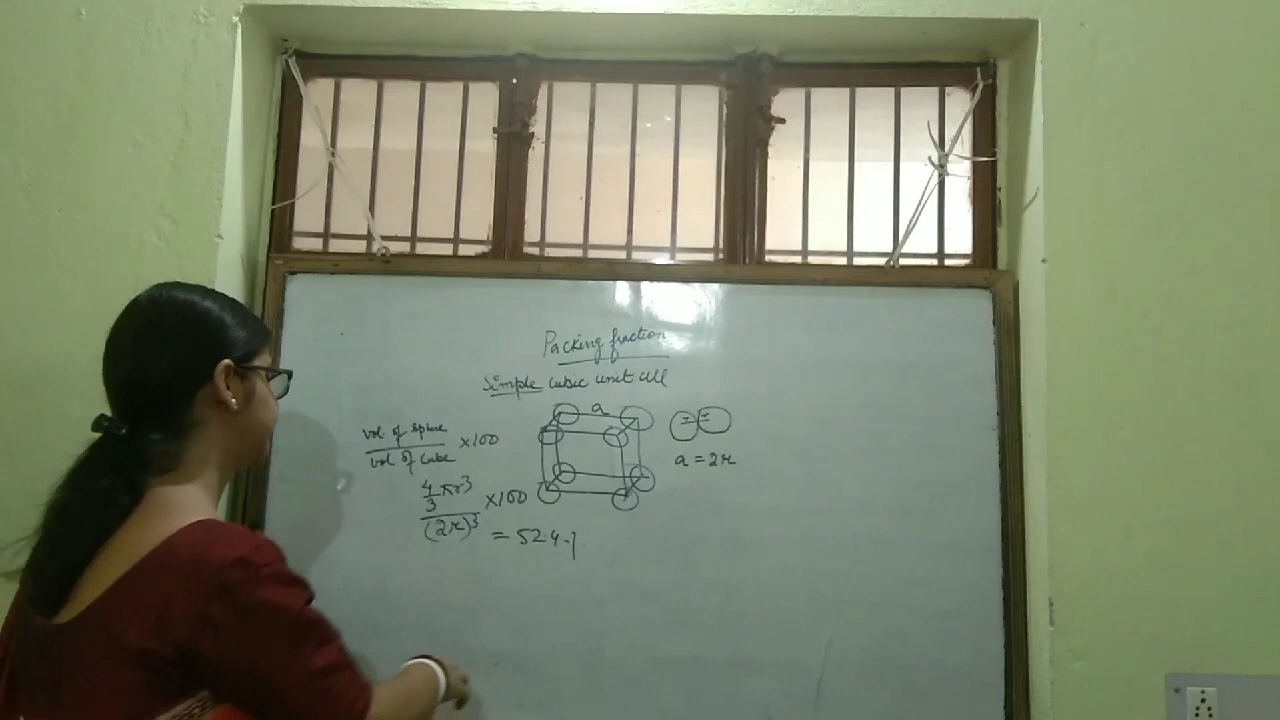 Packing fraction
Simple cubic unit cell
a
r r
a = 2r
vol. of sphere
vol of cube
×100
4/3 πr³
(2r)³
×100
= 52.4%